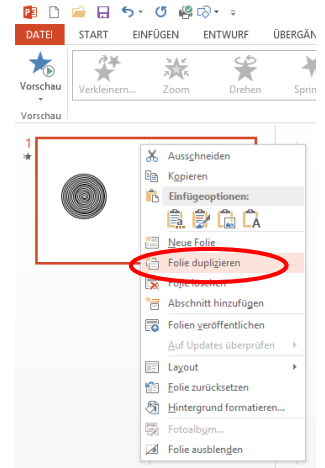 DATEI START EINFÜGEN ENTWURF ÜBERGÄN
Vorschau Verkleinern... Zoom Drehen Sprin
Vorschau
1
Ausschneiden
Kopieren
Einfügeoptionen:
Neue Folie
Folie duplizieren
Folie löschen
Abschnitt hinzufügen
Folien veröffentlichen
Auf Updates überprüfen
Layout
Folie zurücksetzen
Hintergrund formatieren...
Fotoalbum...
Folie ausblenden